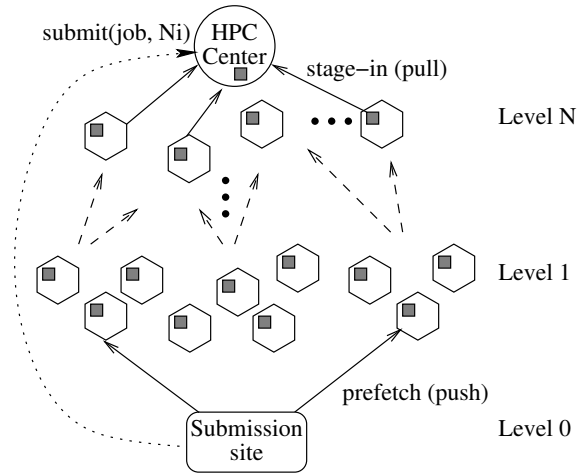 submit(job, Ni)
HPC
Center
stage−in (pull)
Level N
Level 1
prefetch (push)
Submission
site
Level 0